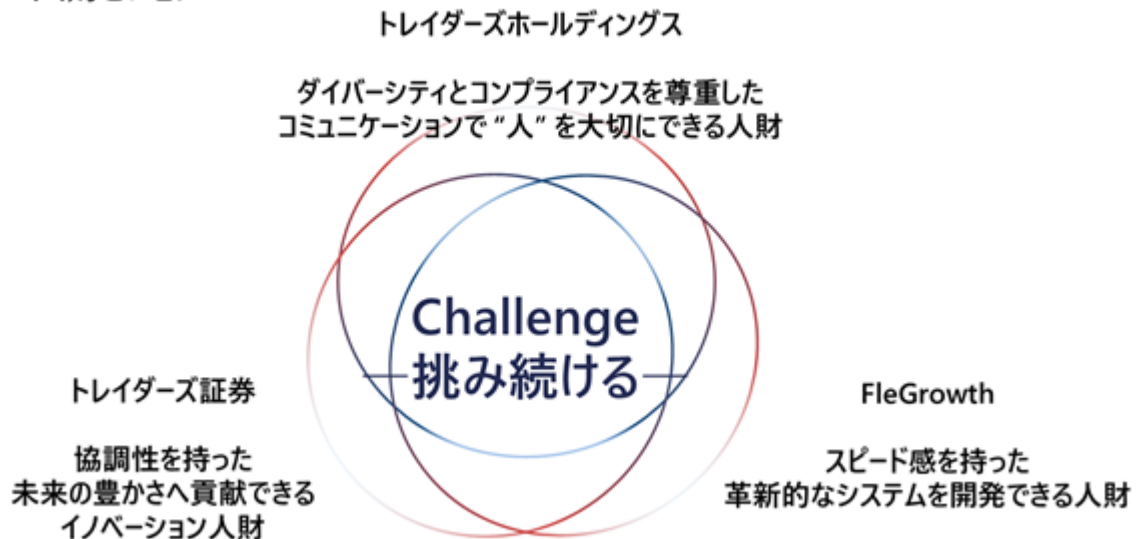 トレイダーズホールディングス
ダイバーシティとコンプライアンスを尊重した
コミュニケーションで“人”を大切にできる人財
Challenge
挑み続ける
トレイダーズ証券
協調性を持った
未来の豊かさへ貢献できる
イノベーション人財
FleGrowth
スピード感を持った
革新的なシステムを開発できる人財